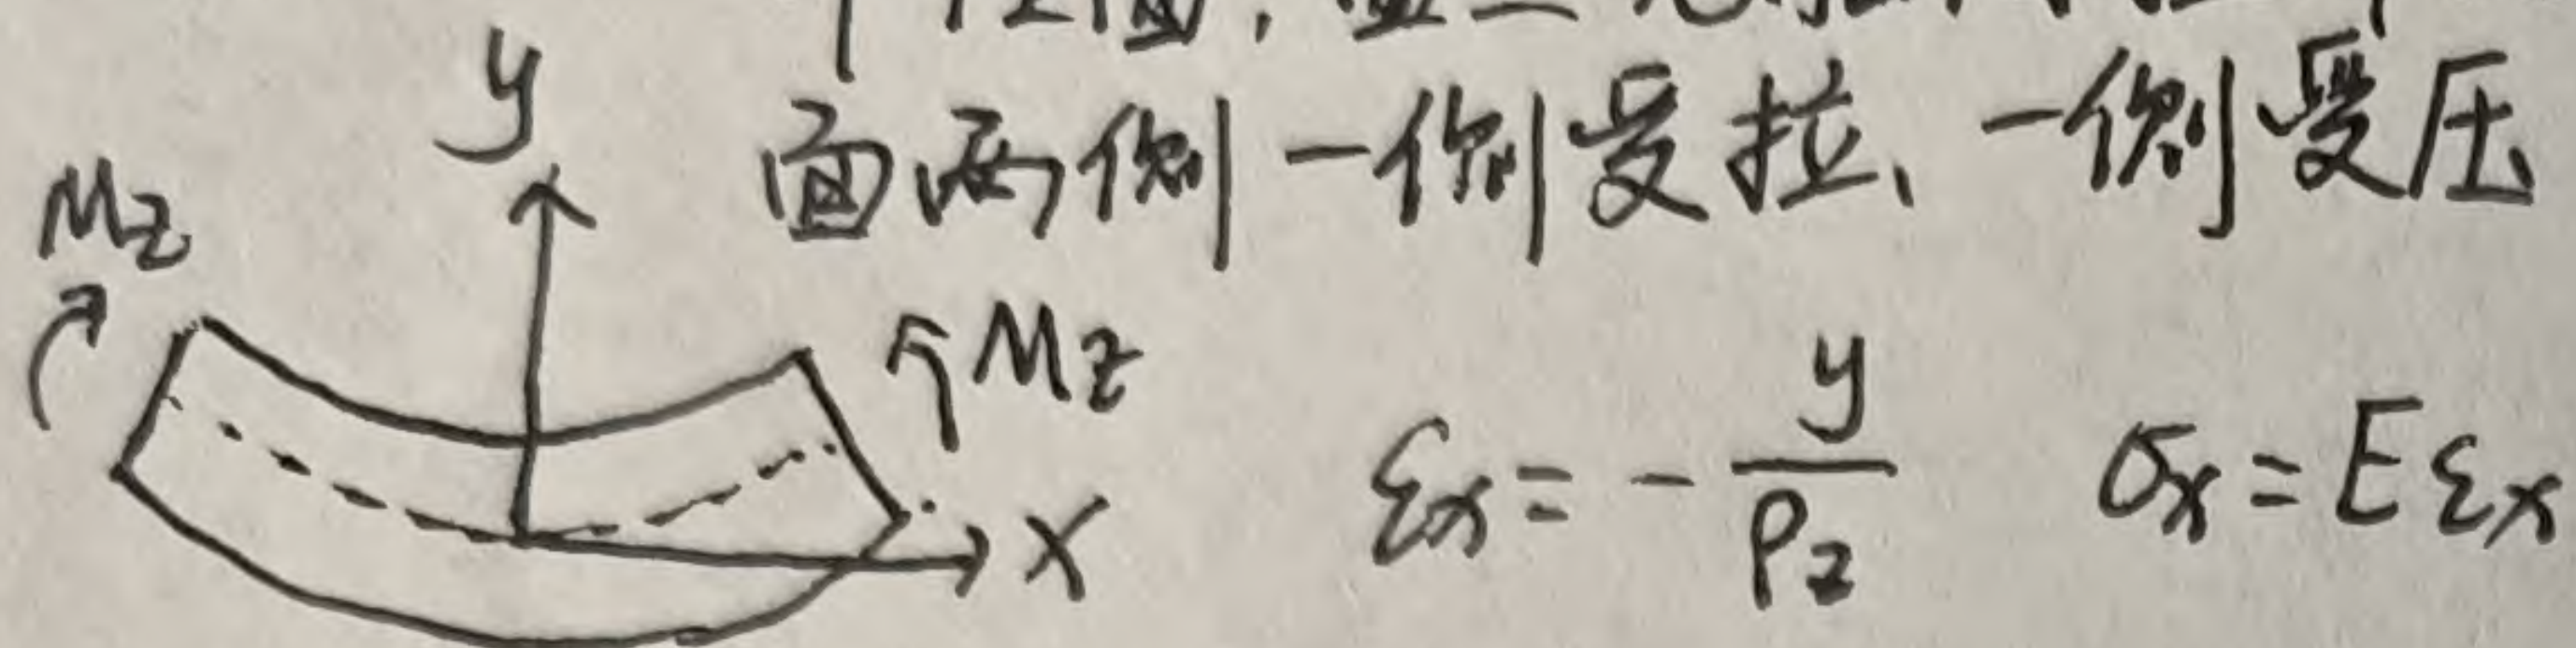 面两侧一侧受拉、一侧受压
y
Mz
Mz
εx = - y/ρz  σx = Eεx
x